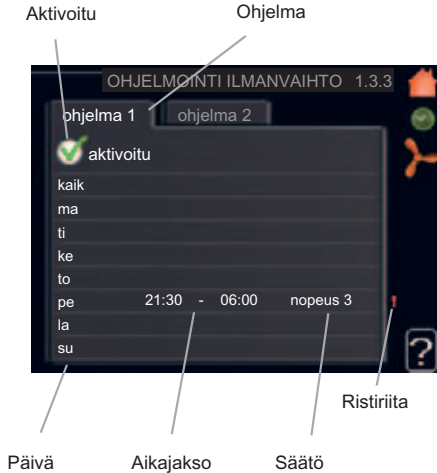 Aktivoitu Ohjelma
OHJELMOINTI ILMANVAIHTO 1.3.3
ohjelma 1 ohjelma 2
aktivoitu
kaik
ma
ti
ke
to
pe 21:30 - 06:00 nopeus 3 !
la
su
?
Ristiriita
Päivä Aikajakso Säätö